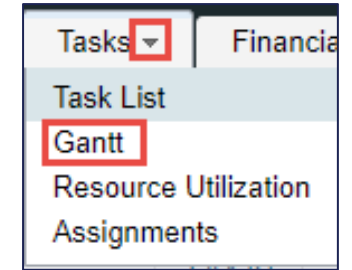 Tasks Financia
Task List
Gantt
Resource Utilization
Assignments